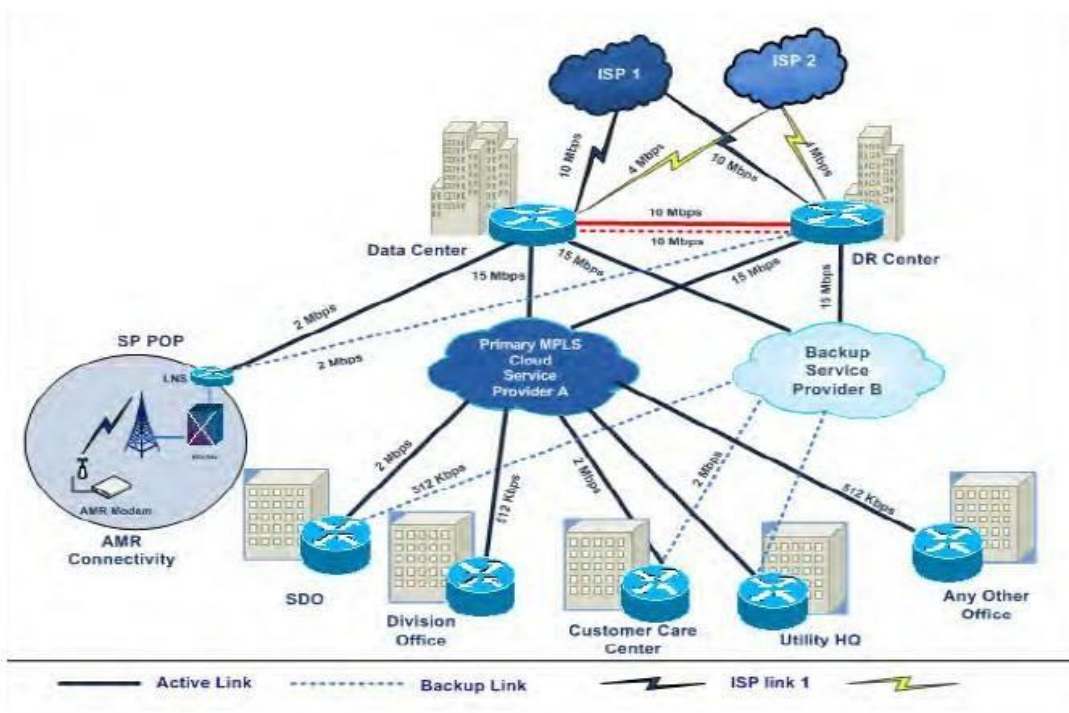 ISP 1
ISP 2
10 Mbps
4 Mbps
10 Mbps
Data Center
10 Mbps
10 Mbps
DR Center
15 Mbps
15 Mbps
15 Mbps
15 Mbps
2 Mbps
2 Mbps
SP POP
LNS
AMR Modem
AMR
Connectivity
Primary MPLS
Cloud
Service
Provider A
Backup
Service
Provider B
2 Mbps
512 Kbps
512 Kbps
2 Mbps
2 Mbps
512 Kbps
SDO
Division
Office
Customer Care
Center
Utility HQ
Any Other
Office
Active Link
Backup Link
ISP link 1